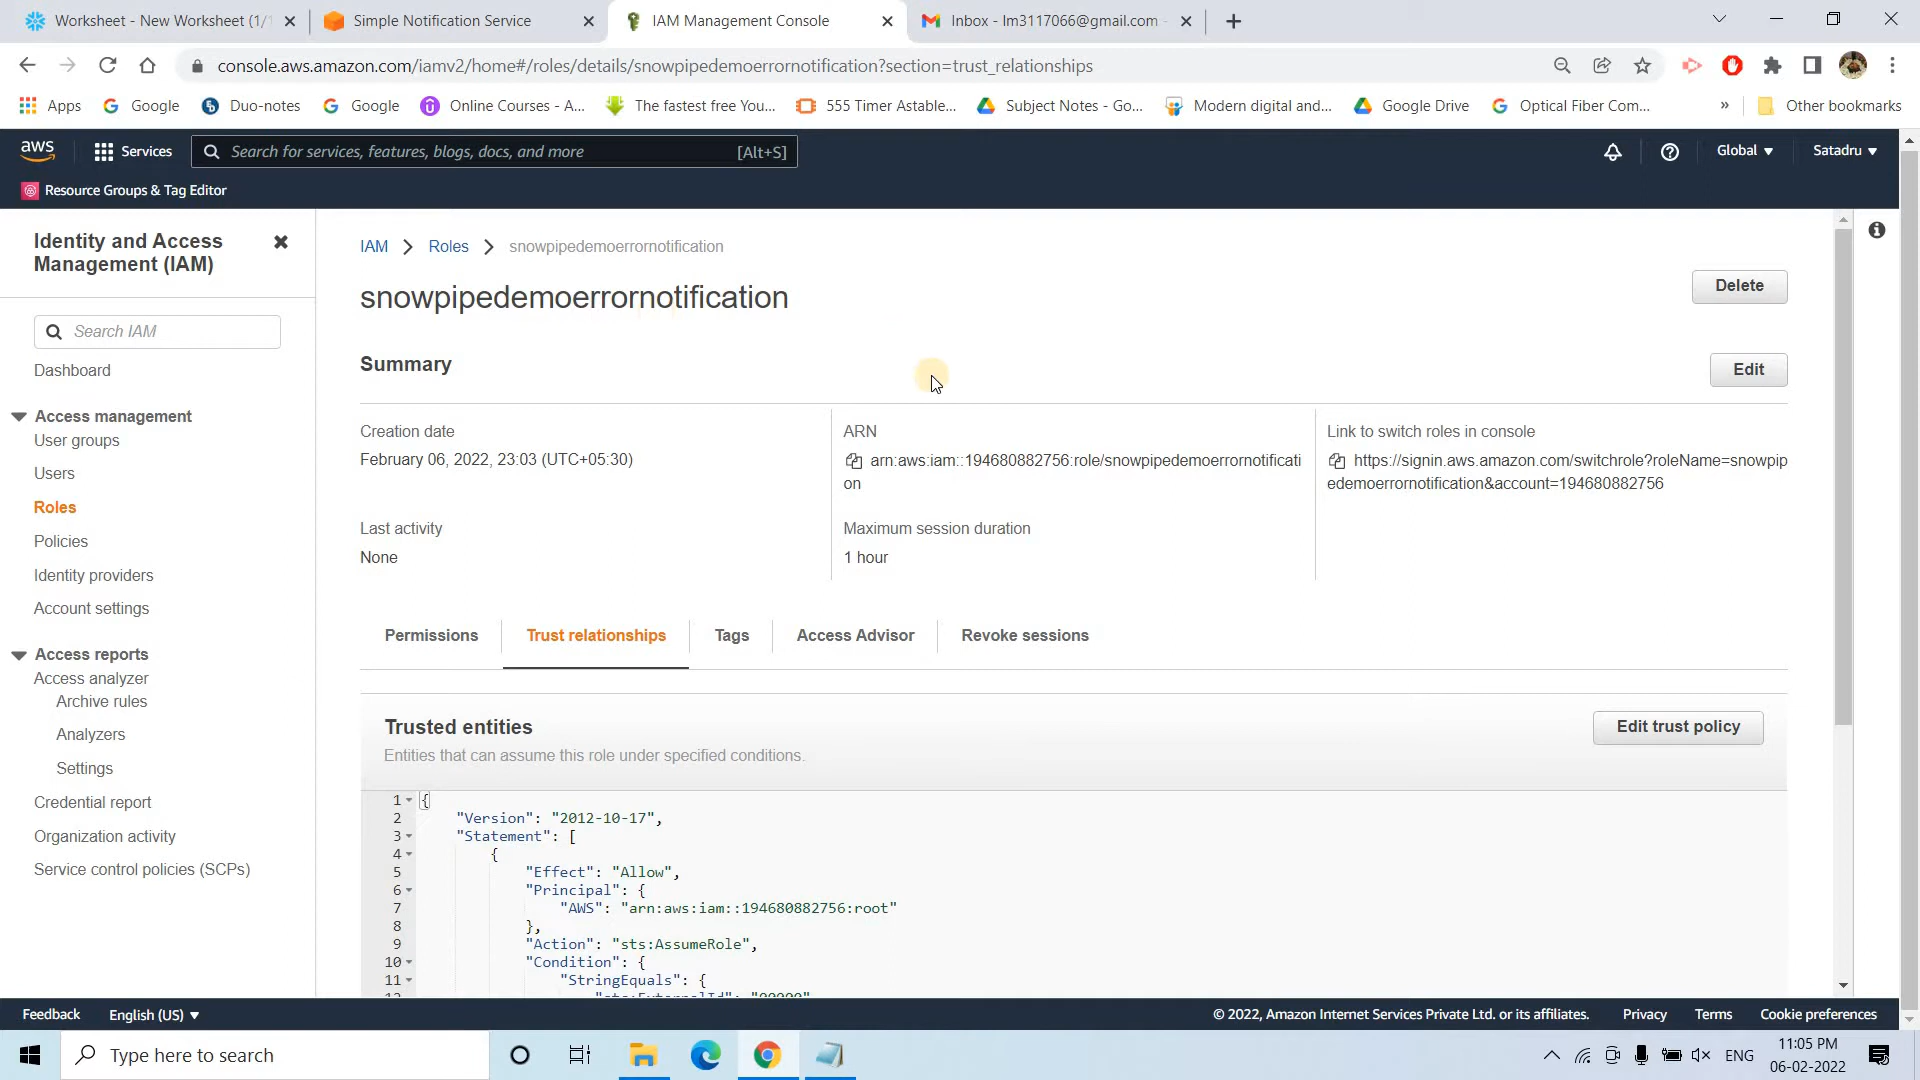 Worksheet - New Worksheet (1/1
Simple Notification Service
IAM Management Console
Inbox - lm3117066@gmail.com -
console.aws.amazon.com/iamv2/home#/roles/details/snowpipedemoerrornotification?section=trust_relationships
Apps
Google
Duo-notes
Google
Online Courses - A...
The fastest free You...
555 Timer Astable...
Subject Notes - Go...
Modern digital and...
Google Drive
Optical Fiber Com...
»
Other bookmarks
aws
Services
Search for services, features, blogs, docs, and more
[Alt+S]
Global
Satadru
Resource Groups & Tag Editor
Identity and Access
Management (IAM)
Search IAM
Dashboard
Access management
User groups
Users
Roles
Policies
Identity providers
Account settings
Access reports
Access analyzer
Archive rules
Analyzers
Settings
Credential report
Organization activity
Service control policies (SCPs)
IAM > Roles > snowpipedemoerrornotification
snowpipedemoerrornotification
Delete
Summary
Edit
Creation date
February 06, 2022, 23:03 (UTC+05:30)
Last activity
None
ARN
arn:aws:iam::194680882756:role/snowpipedemoerrornotificati
on
Maximum session duration
1 hour
Link to switch roles in console
https://signin.aws.amazon.com/switchrole?roleName=snowpip
edemoerrornotification&account=194680882756
Permissions
Trust relationships
Tags
Access Advisor
Revoke sessions
Trusted entities
Entities that can assume this role under specified conditions.
Edit trust policy
1 {
2 "Version": "2012-10-17",
3 "Statement": [
4 {
5 "Effect": "Allow",
6 "Principal": {
7 "AWS": "arn:aws:iam::194680882756:root"
8 },
9 "Action": "sts:AssumeRole",
10 "Condition": {
11 "StringEquals": {
Feedback
English (US)
© 2022, Amazon Internet Services Private Ltd. or its affiliates.
Privacy
Terms
Cookie preferences
Type here to search
ENG
11:05 PM
06-02-2022